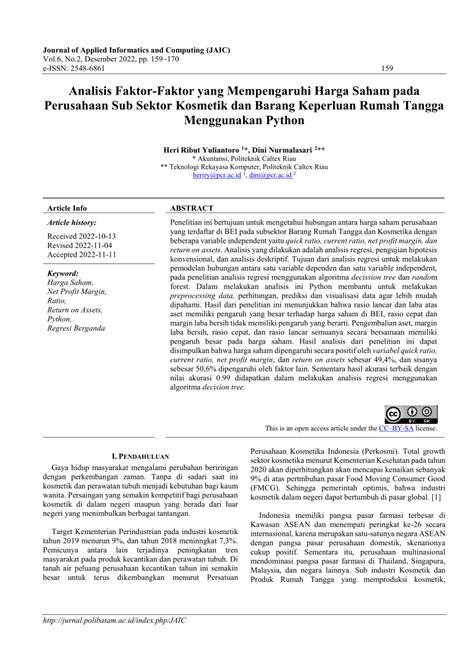 Journal of Applied Informatics and Computing (JAIC)
Vol.6, No.2, Desember 2022, pp. 159~170
e-ISSN: 2548-6861
159
Analisis Faktor-Faktor yang Mempengaruhi Harga Saham pada
Perusahaan Sub Sektor Kosmetik dan Barang Keperluan Rumah Tangga
Menggunakan Python
Heri Ribut Yuliantoro 1*, Dini Nurmalasari 2**
* Akuntansi, Politeknik Caltex Riau
** Teknologi Rekayasa Komputer, Politeknik Caltex Riau
heriry@pcr.ac.id 1, dini@pcr.ac.id 2
Article Info
Article history:
Received 2022-10-13
Revised 2022-11-04
Accepted 2022-11-11
Keyword:
Harga Saham,
Net Profit Margin,
Ratio,
Return on Assets,
Python,
Regresi Berganda
ABSTRACT
Penelitian ini bertujuan untuk mengetahui hubungan antara harga saham perusahaan
yang terdaftar di BEI pada subsektor Barang Rumah Tangga dan Kosmetika dengan
beberapa variable independent yaitu quick ratio, current ratio, net profit margin, dan
return on assets. Analisis yang dilakukan adalah analisis regresi, pengujian hipotesis
konvensional, dan analisis deskriptif. Tujuan dari analisis regresi untuk melakukan
pemodelan hubungan antara satu variable dependen dan satu variable independent,
pada penelitian analisis regresi menggunakan algoritma decission tree dan random
forest. Dalam melakukan analisis ini Python membantu untuk melakukan
preprocessing data, perhitungan, prediksi dan visualisasi data agar lebih mudah
dipahami. Hasil dari penelitian ini menunjukkan bahwa rasio lancar dan laba atas
aset memiliki pengaruh yang besar terhadap harga saham di BEI, rasio cepat dan
margin laba bersih tidak memiliki pengaruh yang berarti. Pengembalian aset, margin
laba bersih, rasio cepat, dan rasio lancar semuanya secara bersamaan memiliki
pengaruh besar pada harga saham. Hasil analisis dari penelitian ini dapat
disimpulkan bahwa harga saham dipengaruhi secara positif oleh variabel quick ratio,
current ratio, net profit margin, dan return on assets sebesar 49,4%, dan sisanya
sebesar 50,6% dipengaruhi oleh faktor lain. Sementara hasil akurasi terbaik dengan
nilai akurasi 0.99 didapatkan dalam melakukan analisis regresi menggunakan
algoritma decision tree.
cc BY SA
This is an open access article under the CC–BY-SA license.
I. PENDAHULUAN
Gaya hidup masyarakat mengalami perubahan beriringan
dengan perkembangan zaman. Tanpa di sadari saat ini
kosmetik dan perawatan tubuh menjadi kebutuhan bagi kaum
wanita. Persaingan yang semakin kompetitif bagi perusahaan
kosmetik di dalam negeri maupun yang berada dari luar
negeri yang menimbulkan berbagai tantangan.
Target Kementerian Perindustrian pada industri kosmetik
tahun 2019 menurun 9%, dan tahun 2018 meninngkat 7,3%.
Pemicunya antara lain terjadinya peningkatan tren
masyarakat pada produk kecantikan dan perawatan tubuh. Di
tanah air peluang perusahaan kecantikan tahun ini semakin
besar untuk terus dikembangkan menurut Persatuan
Perusahaan Kosmetika Indonesia (Perkosmi). Total growth
sektor kosmetika menurut Kementerian Kesehatan pada tahun
2020 akan diperhitungkan akan mencapai kenaikan sebanyak
9% di atas pertmbuhan pasar Food Moving Consumer Good
(FMCG). Sehingga pemerintah optimis, bahwa industri
kosmetik dalam negeri dapat bertumbuh di pasar global. [1]
Indonesia memiliki pangsa pasar farmasi terbesar di
Kawasan ASEAN dan menempati peringkat ke-26 secara
internasional, karena merupakan satu-satunya negara ASEAN
dengan pangsa pasar perusahaan domestik, skenarionya
cukup positif. Sementara itu, perusahaan multinasional
mendominasi pangsa pasar farmasi di Thailand, Singapura,
Malaysia, dan negara lainnya. Sub industri Kosmetik dan
Produk Rumah Tangga yang memproduksi kosmetik,
http://jurnal.polibatam.ac.id/index.php/JAIC